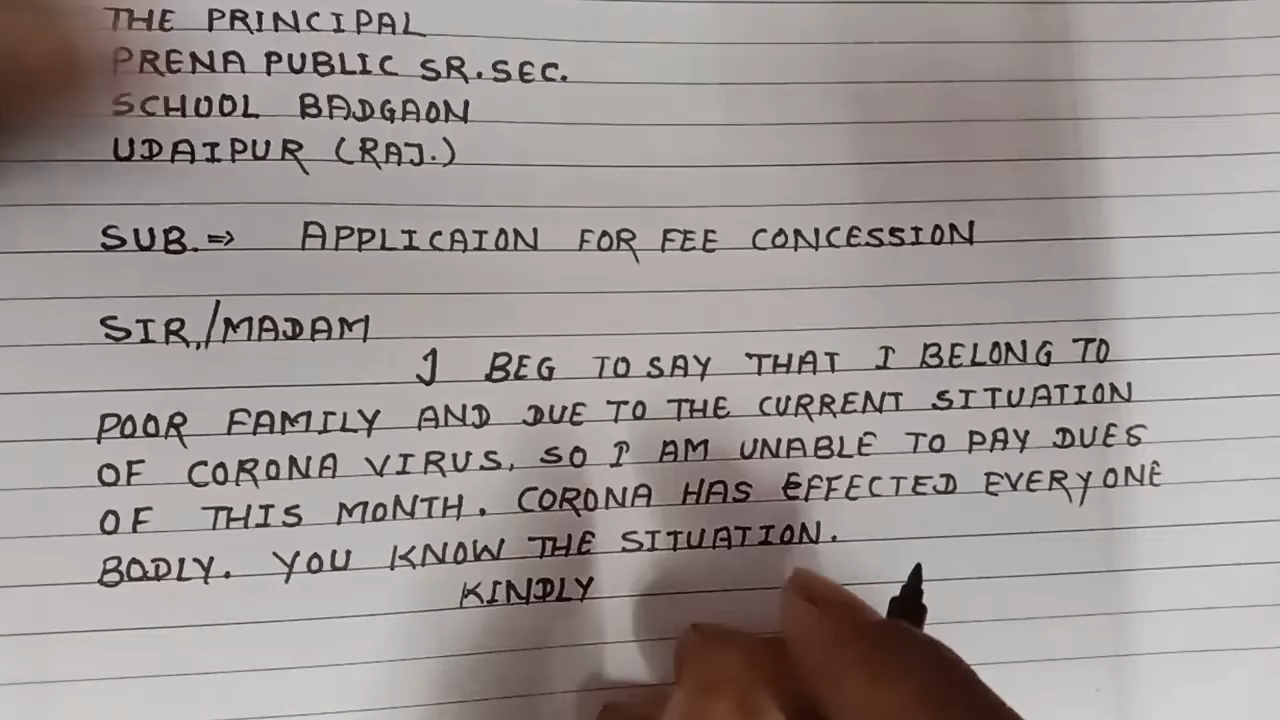 THE PRINCIPAL
PRENA PUBLIC SR.SEC.
SCHOOL BADGAON
UDAIPUR (RAJ.)
SUB.⇒ APPLICAION FOR FEE CONCESSION
SIR./MADAM
I BEG TO SAY THAT I BELONG TO
POOR FAMILY AND DUE TO THE CURRENT SITUATION
OF CORONA VIRUS, SO I AM UNABLE TO PAY DUES
OF THIS MONTH. CORONA HAS EFFECTED EVERYONE
BADLY. YOU KNOW THE SITUATION.
KINDLY